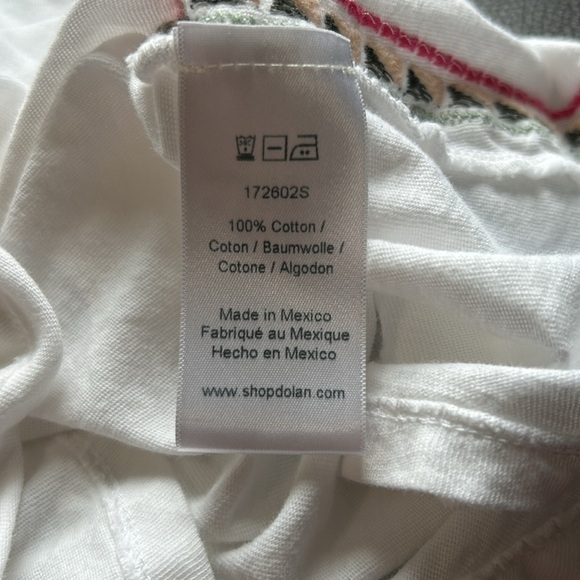 172602S
100% Cotton /
Coton / Baumwolle /
Cotone / Algodon
Made in Mexico
Fabriqué au Mexique
Hecho en Mexico
www.shopdolan.com